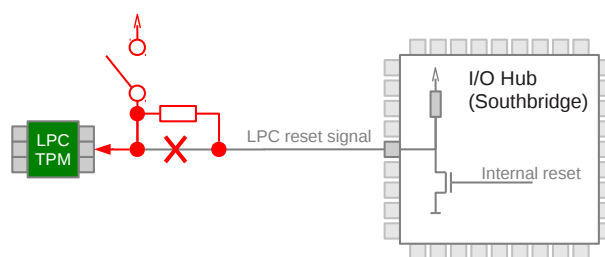 I/O Hub
(Southbridge)
LPC
TPM
LPC reset signal
Internal reset